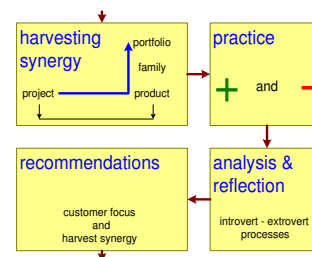 harvesting
synergy
portfolio
family
project
product
practice
+ and -
recommendations
customer focus
and
harvest synergy
analysis &
reflection
introvert - extrovert
processes